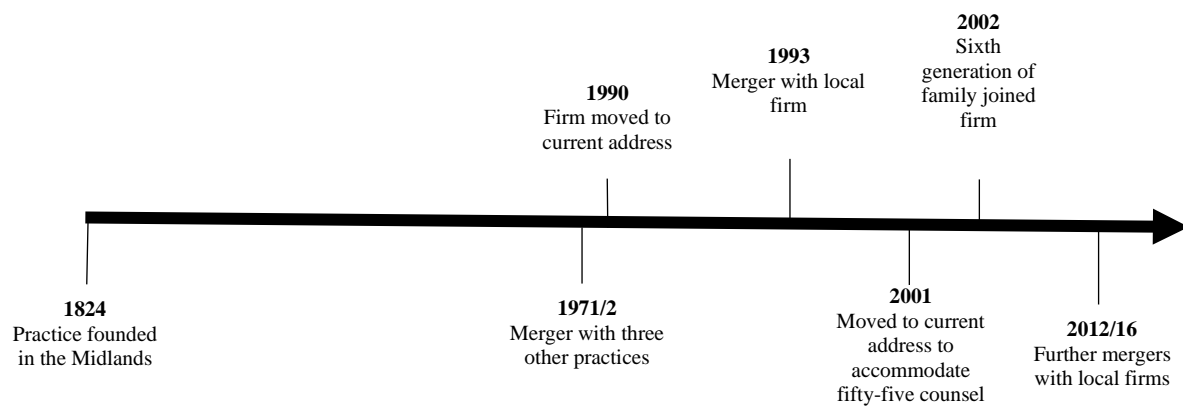 2002
Sixth
generation of
family joined
firm
1993
Merger with local
firm
1990
Firm moved to
current address
1824
Practice founded
in the Midlands
1971/2
Merger with three
other practices
2001
Moved to current
address to
accommodate
fifty-five counsel
2012/16
Further mergers
with local firms